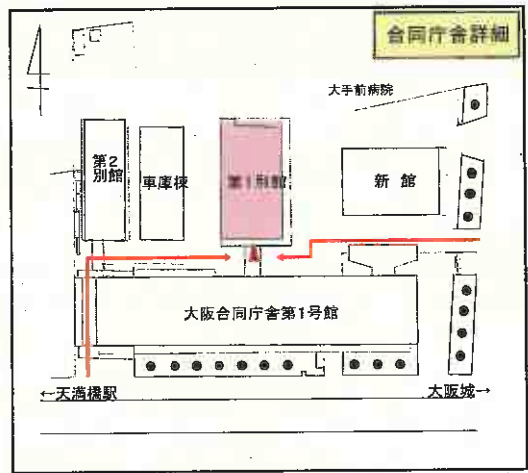 合同庁舎詳細
大手前病院
第2
別館
車庫棟
第1別館
新館
大阪合同庁舎第1号館
←天満橋駅
大阪城→